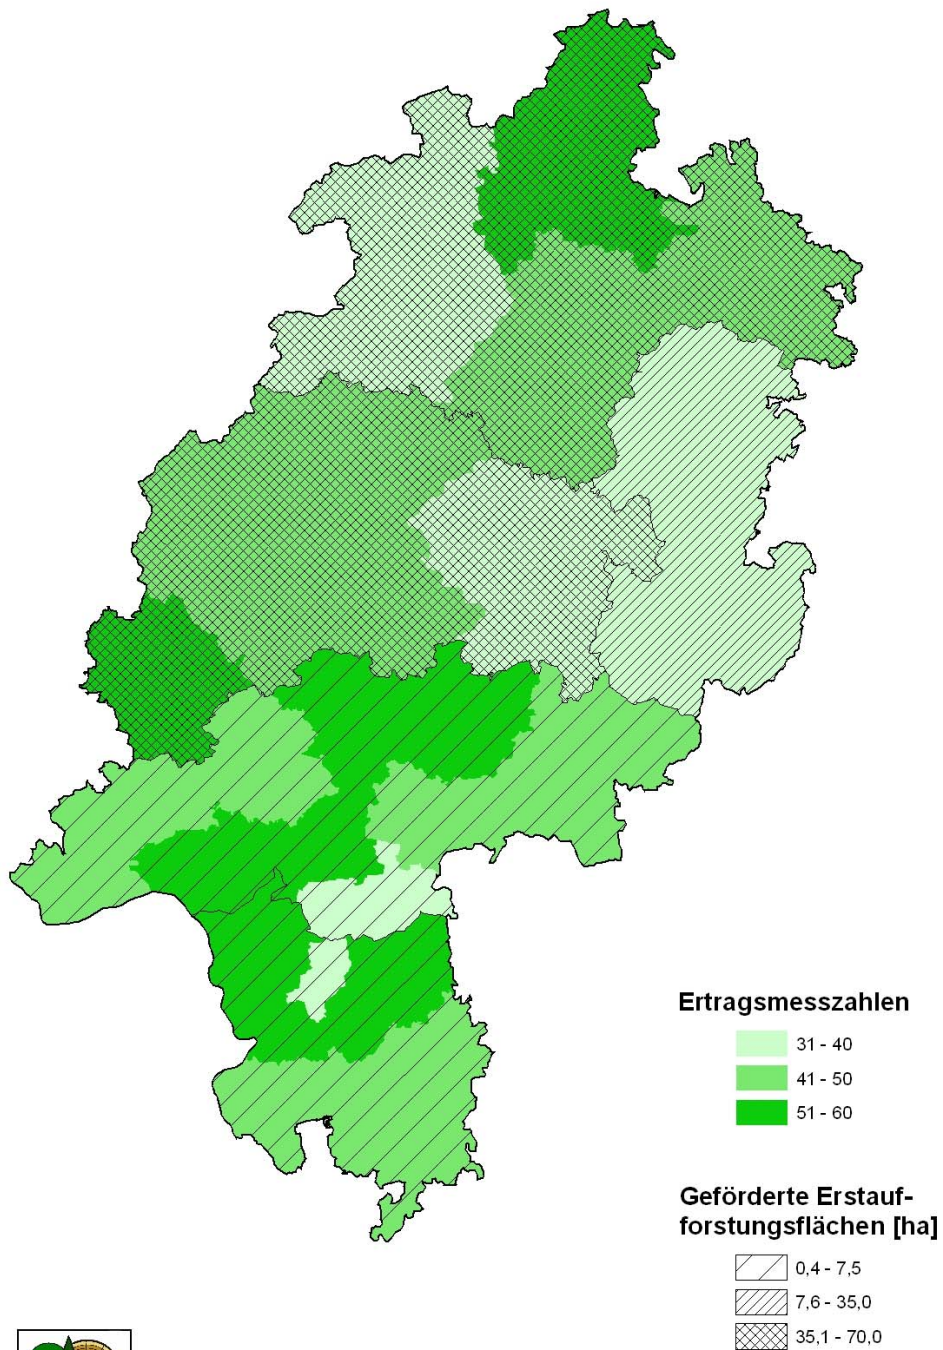 Ertragsmesszahlen
31 - 40
41 - 50
51 - 60
Geförderte Erstauf-
forstungsflächen [ha]
0,4 - 7,5
7,6 - 35,0
35,1 - 70,0